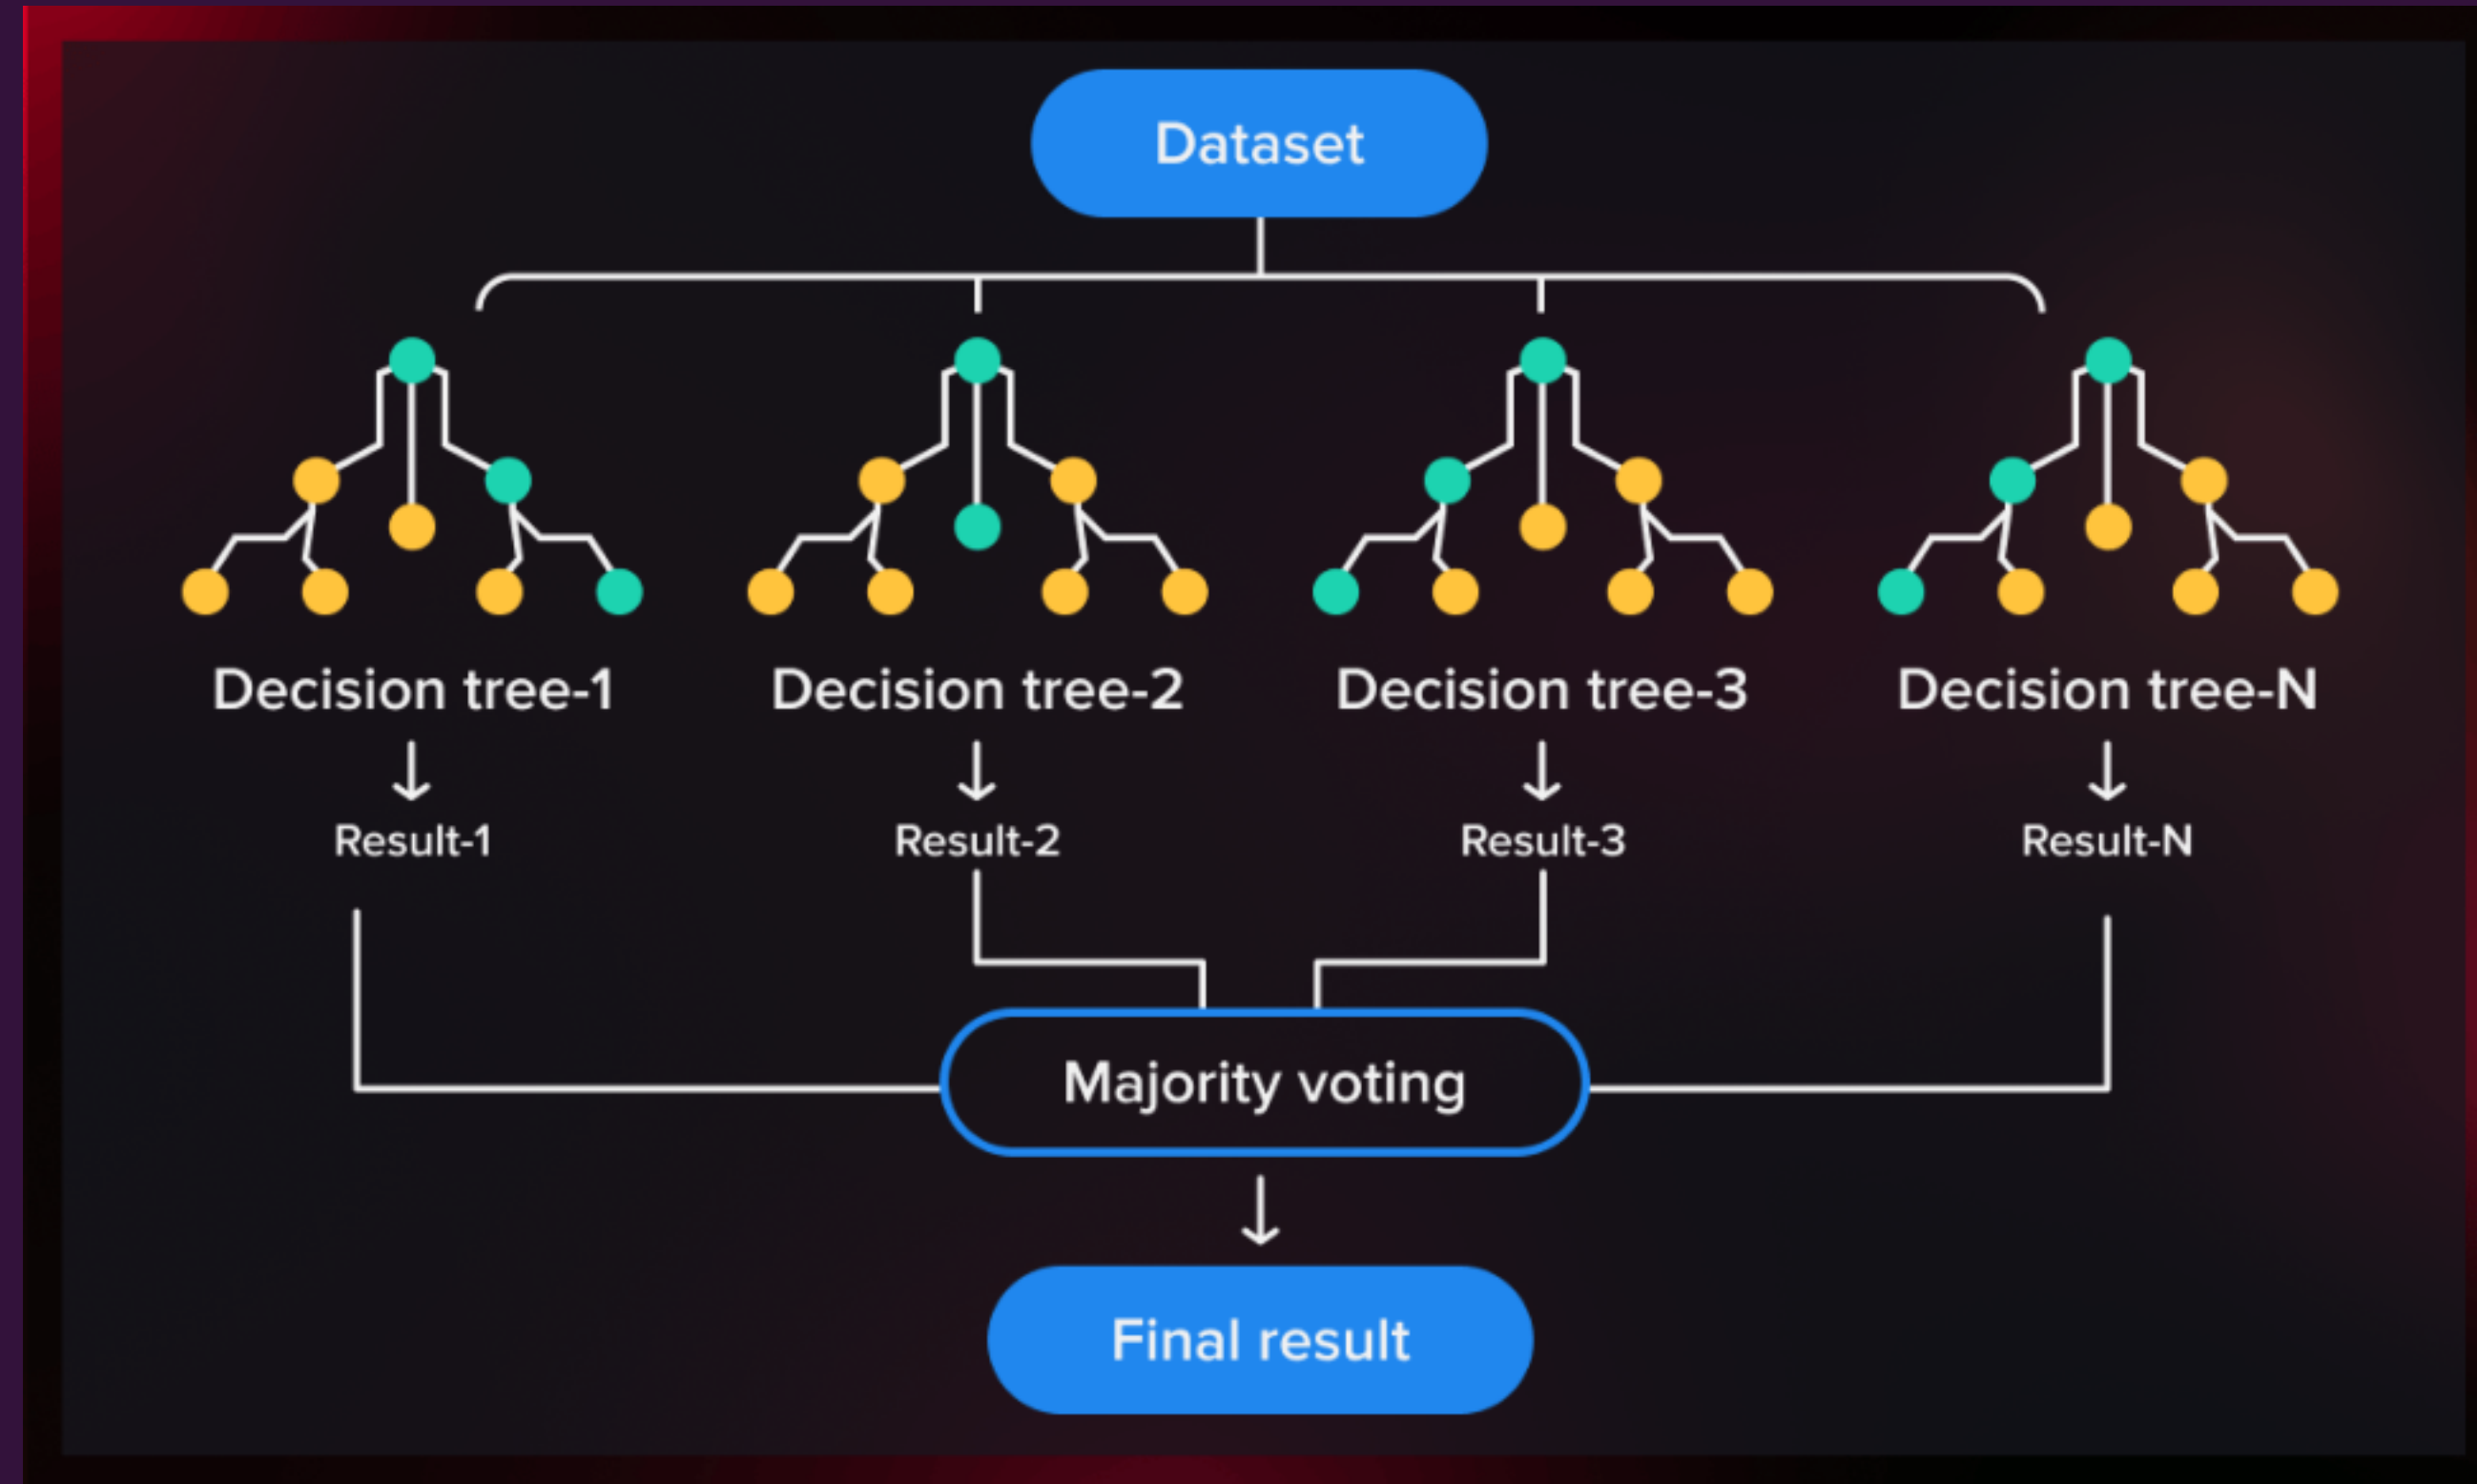 Dataset
Decision tree-1
Decision tree-2
Decision tree-3
Decision tree-N
Result-1
Result-2
Result-3
Result-N
Majority voting
Final result